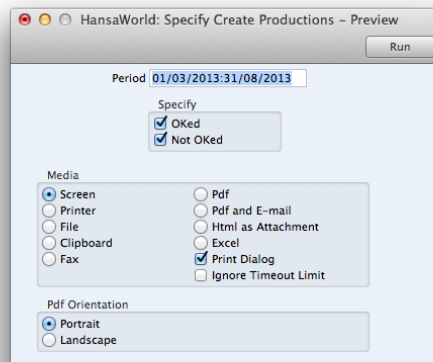 HansaWorld: Specify Create Productions – Preview
Run
Period 01/03/2013:31/08/2013
Specify
OKed
Not OKed
Media
Screen
Printer
File
Clipboard
Fax
Pdf
Pdf and E-mail
Html as Attachment
Excel
Print Dialog
Ignore Timeout Limit
Pdf Orientation
Portrait
Landscape